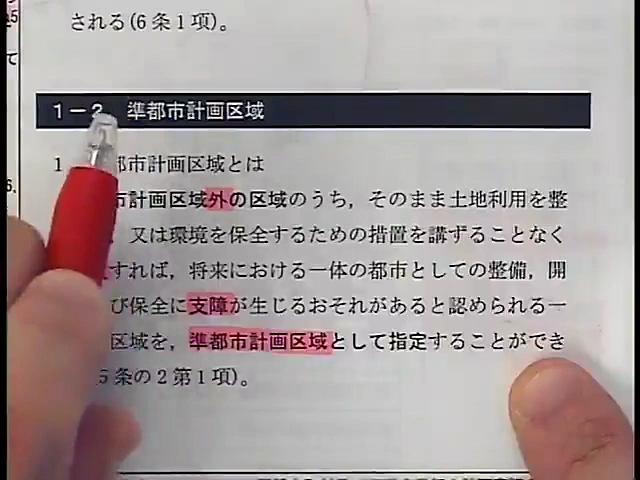 される(6条1項)。
1－2 準都市計画区域
1 都市計画区域とは
市計画区域外の区域のうち，そのまま土地利用を整
，又は環境を保全するための措置を講ずることなく
すれば，将来における一体の都市としての整備，開
び保全に支障が生じるおそれがあると認められる一
区域を，準都市計画区域として指定することができ
5条の2第1項)。